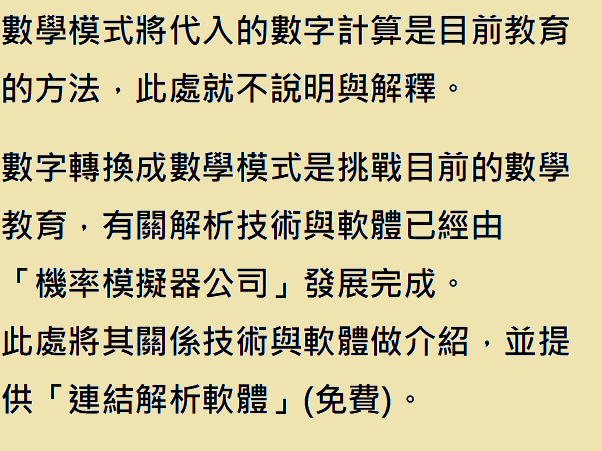 數學模式將代入的數字計算是目前教育
的方法，此處就不說明與解釋。
數字轉換成數學模式是挑戰目前的數學
教育，有關解析技術與軟體已經由
「機率模擬器公司」發展完成。
此處將其關係技術與軟體做介紹，並提
供「連結解析軟體」(免費)。